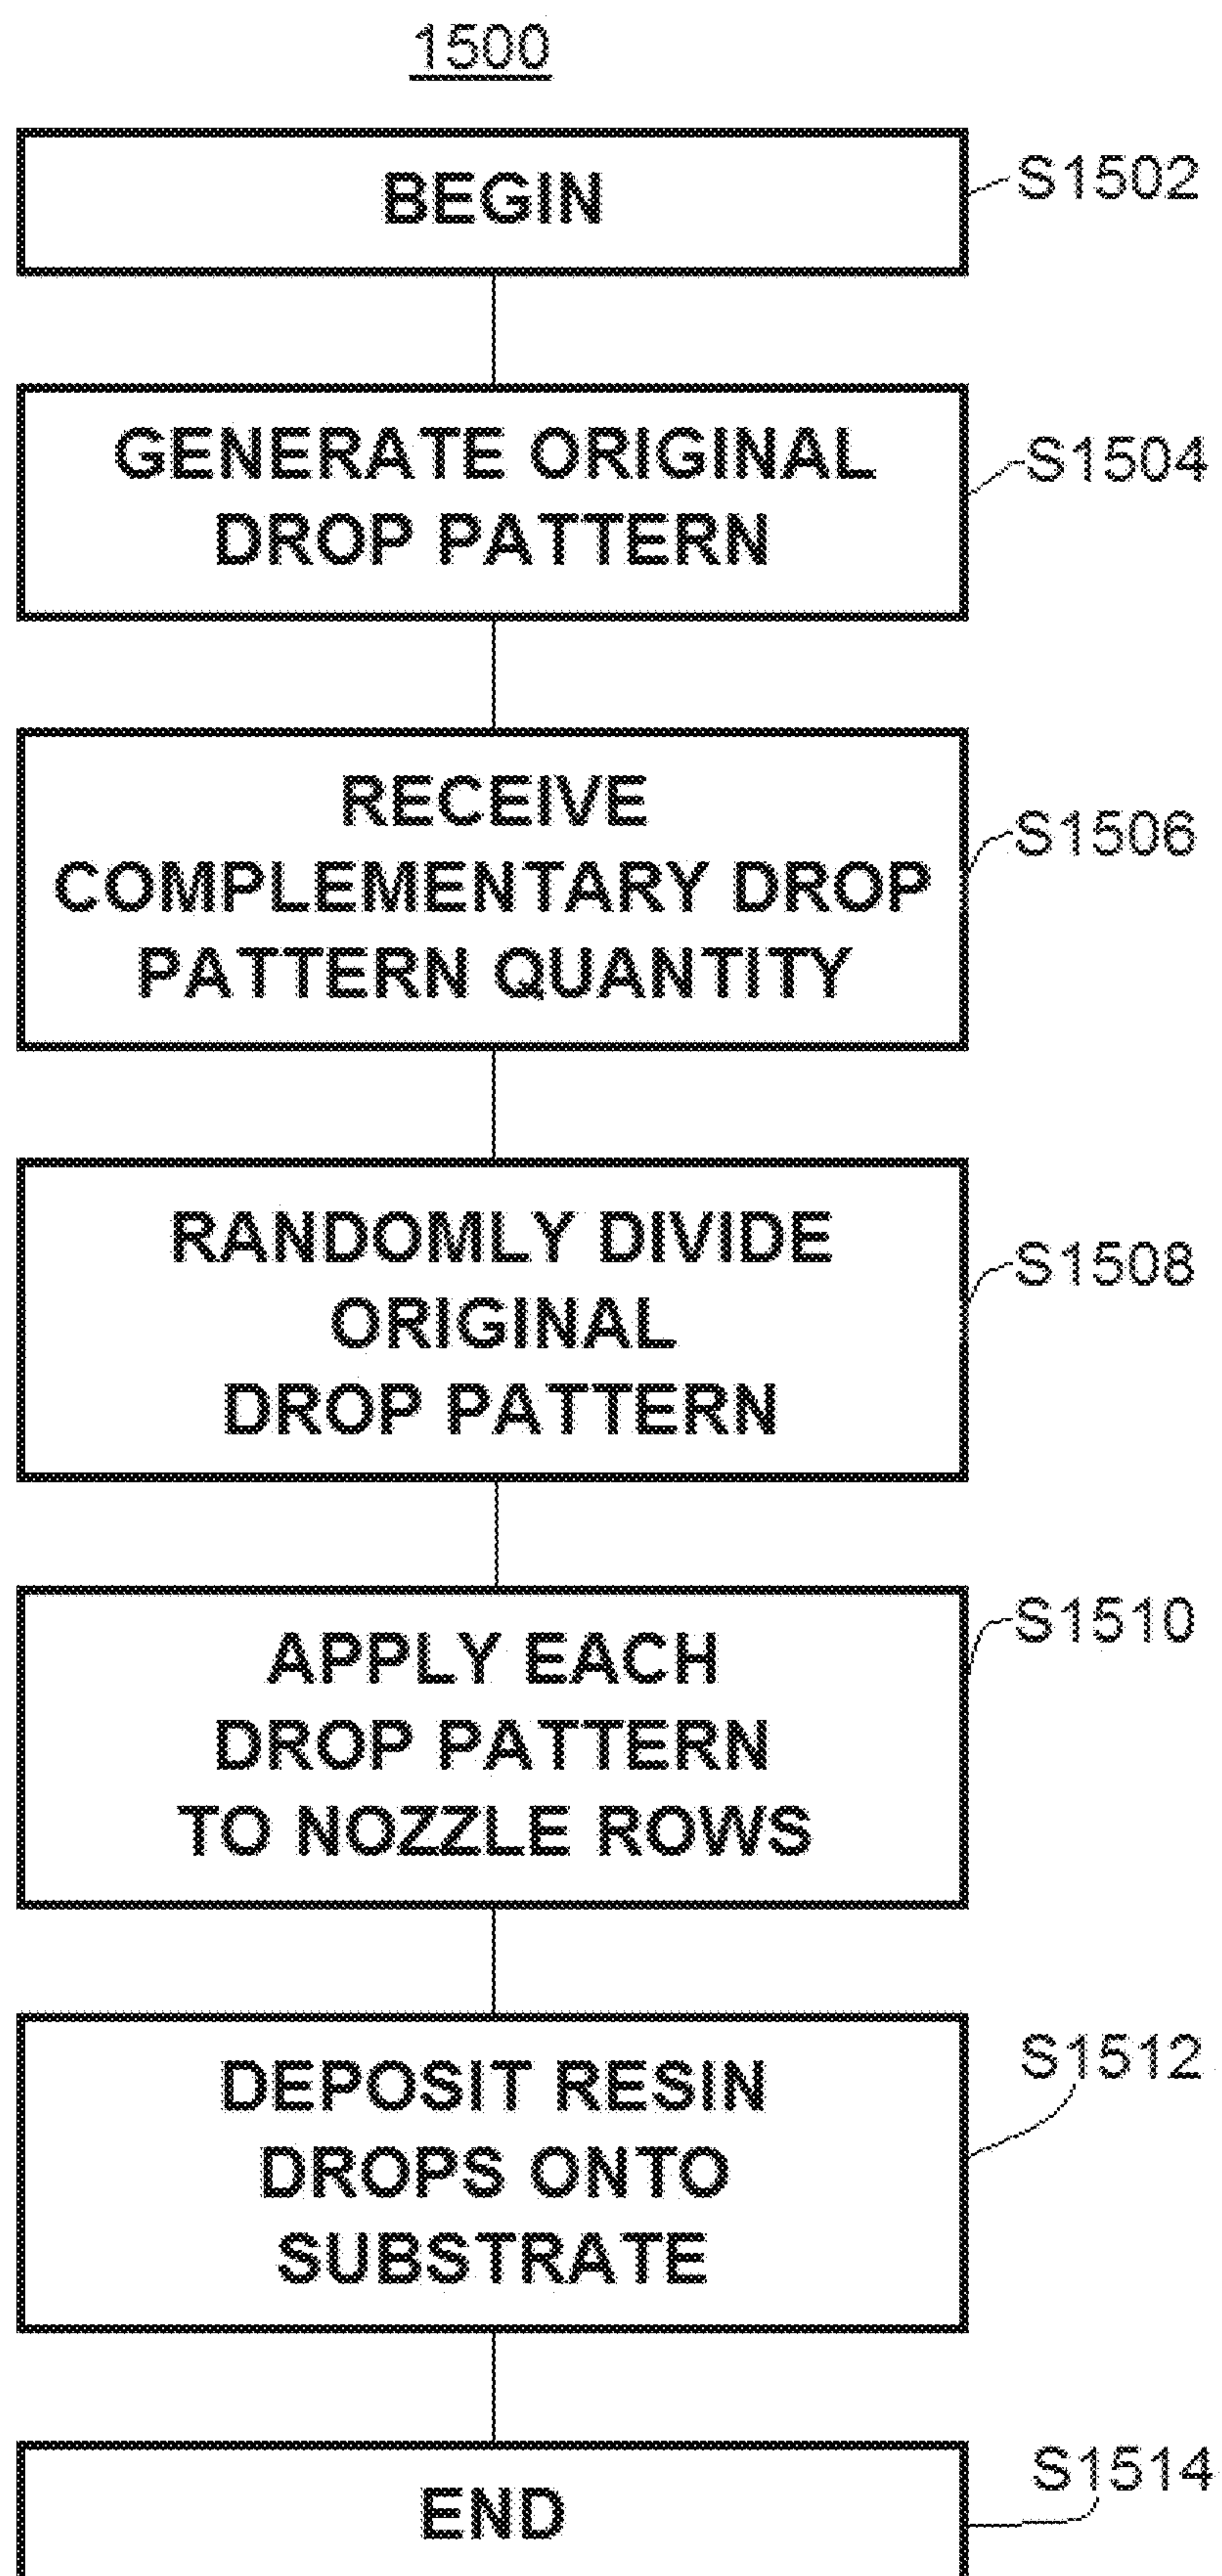 1500
BEGIN
S1502
GENERATE ORIGINAL
DROP PATTERN
S1504
RECEIVE
COMPLEMENTARY DROP
PATTERN QUANTITY
S1506
RANDOMLY DIVIDE
ORIGINAL
DROP PATTERN
S1508
APPLY EACH
DROP PATTERN
TO NOZZLE ROWS
S1510
DEPOSIT RESIN
DROPS ONTO
SUBSTRATE
S1512
END
S1514